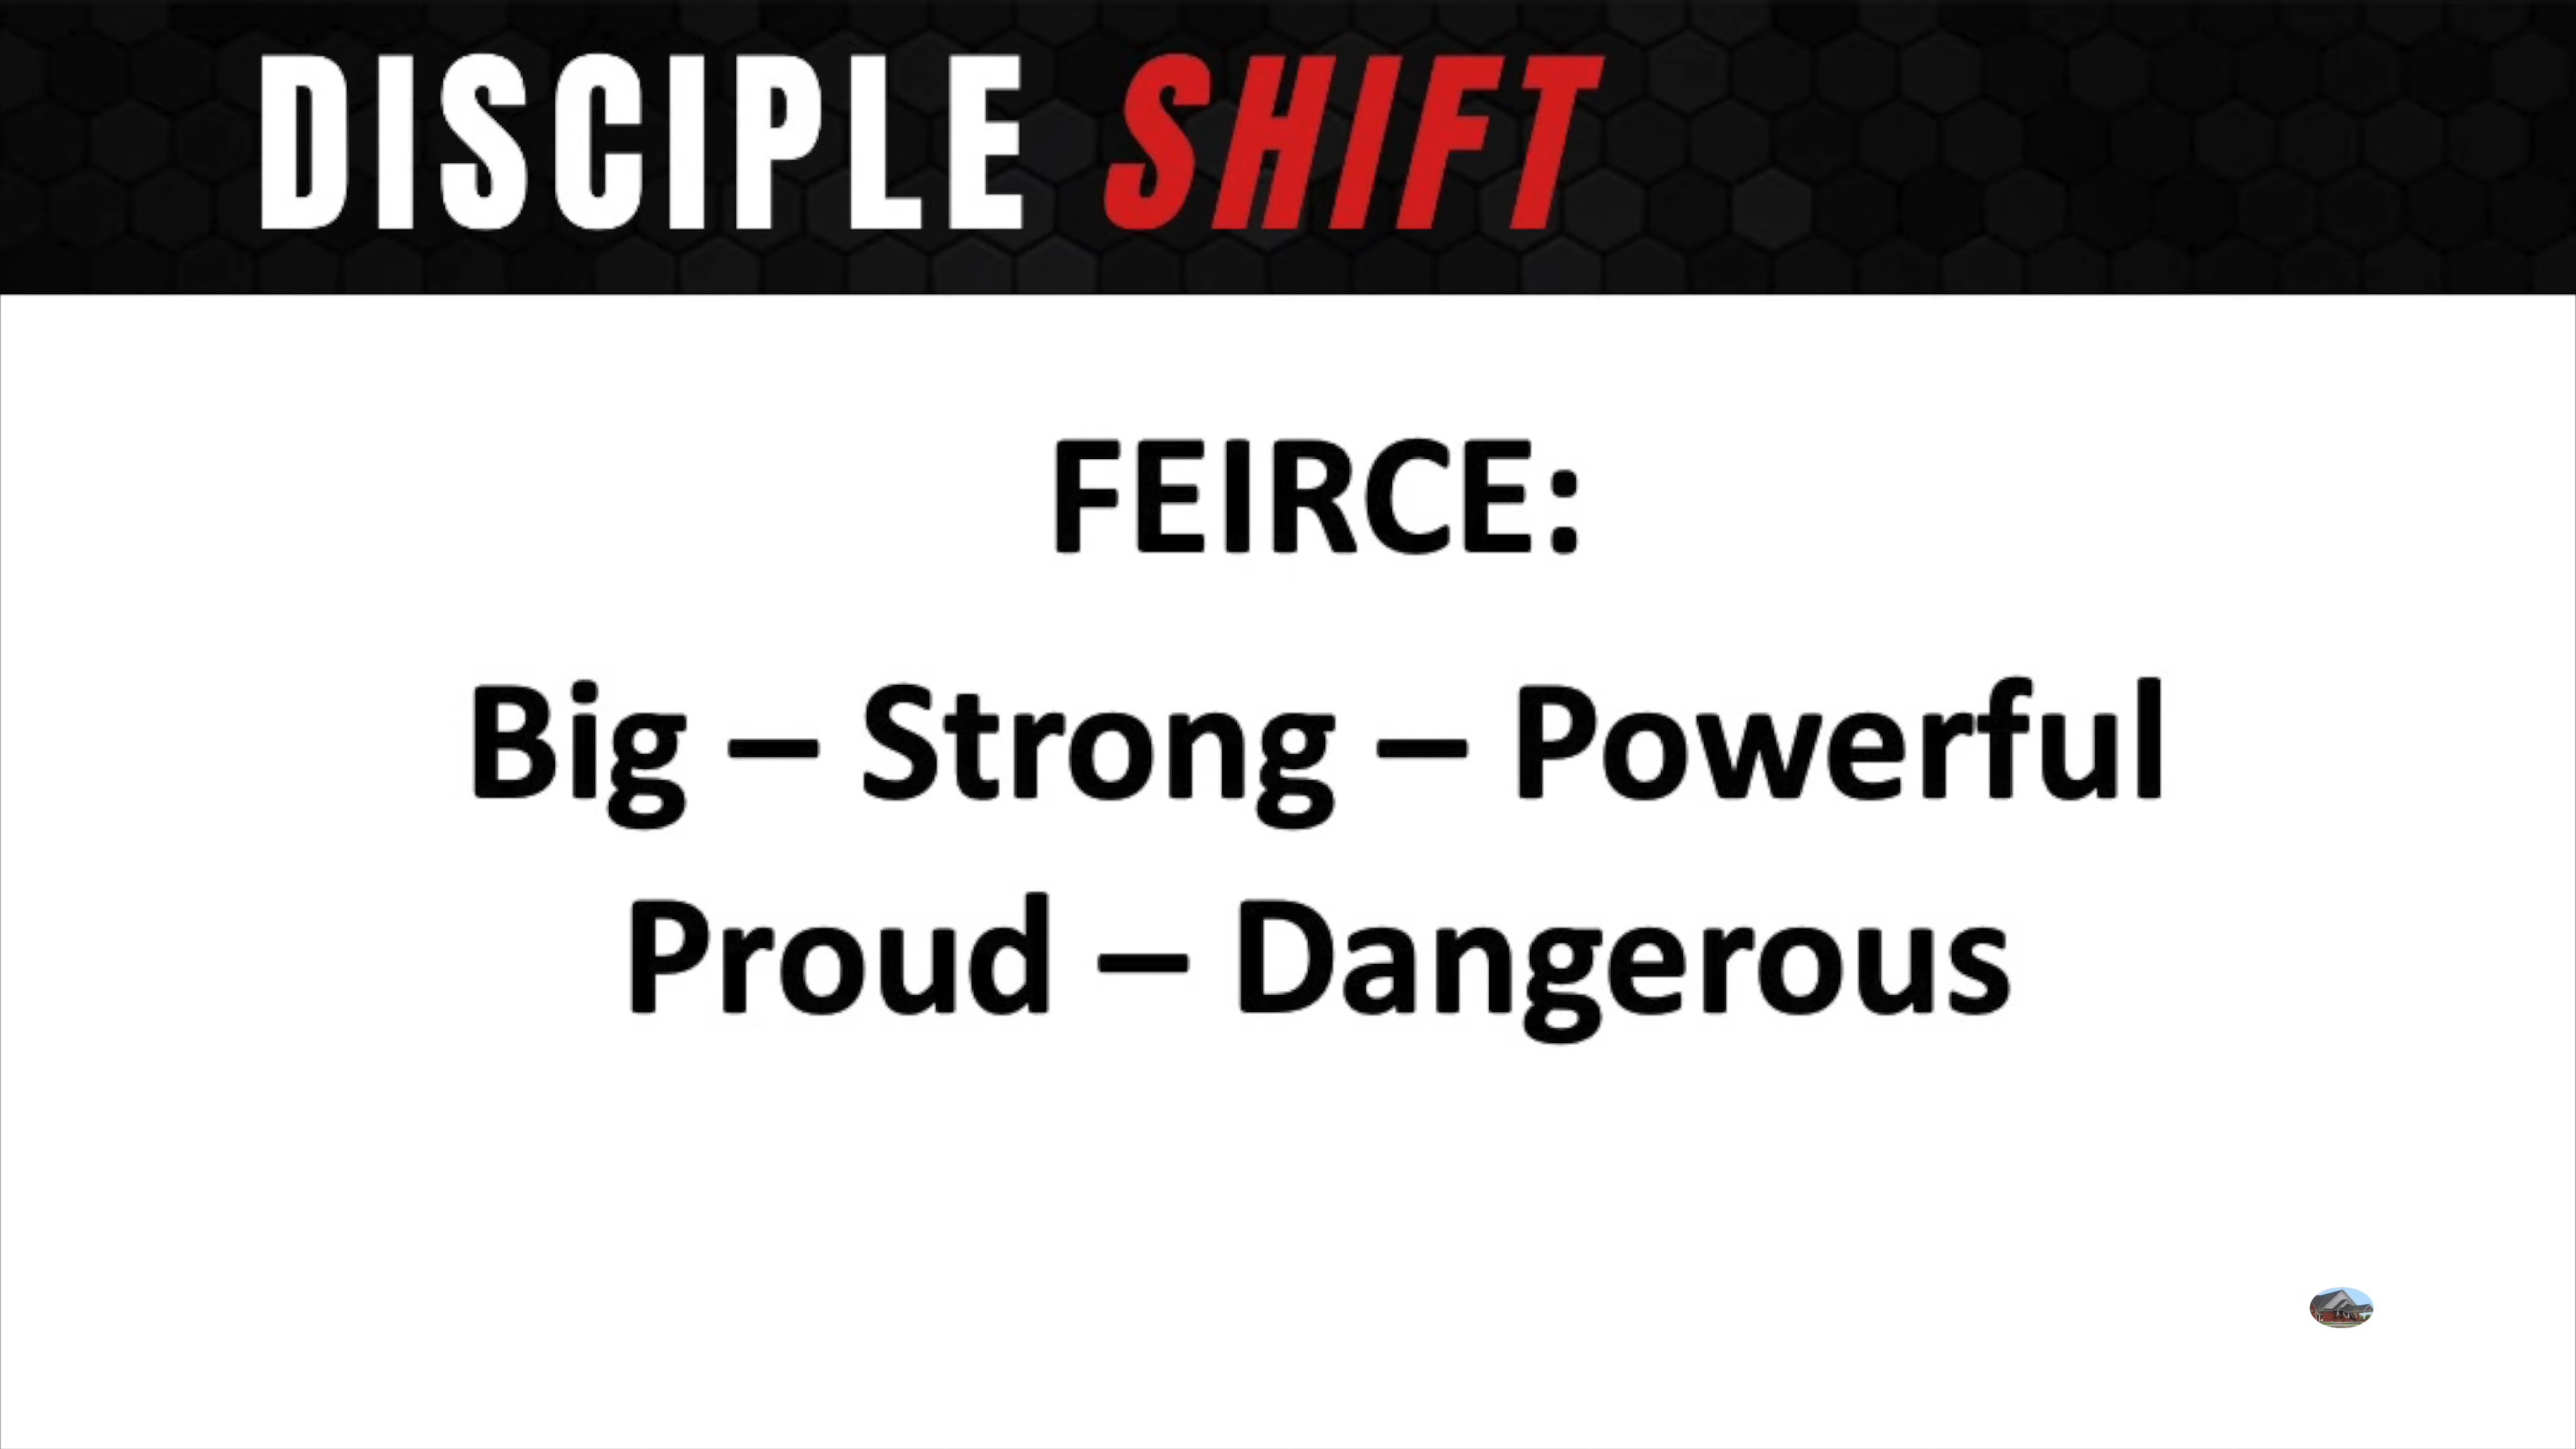 DISCIPLE SHIFT
FEIRCE:
Big – Strong – Powerful
Proud – Dangerous